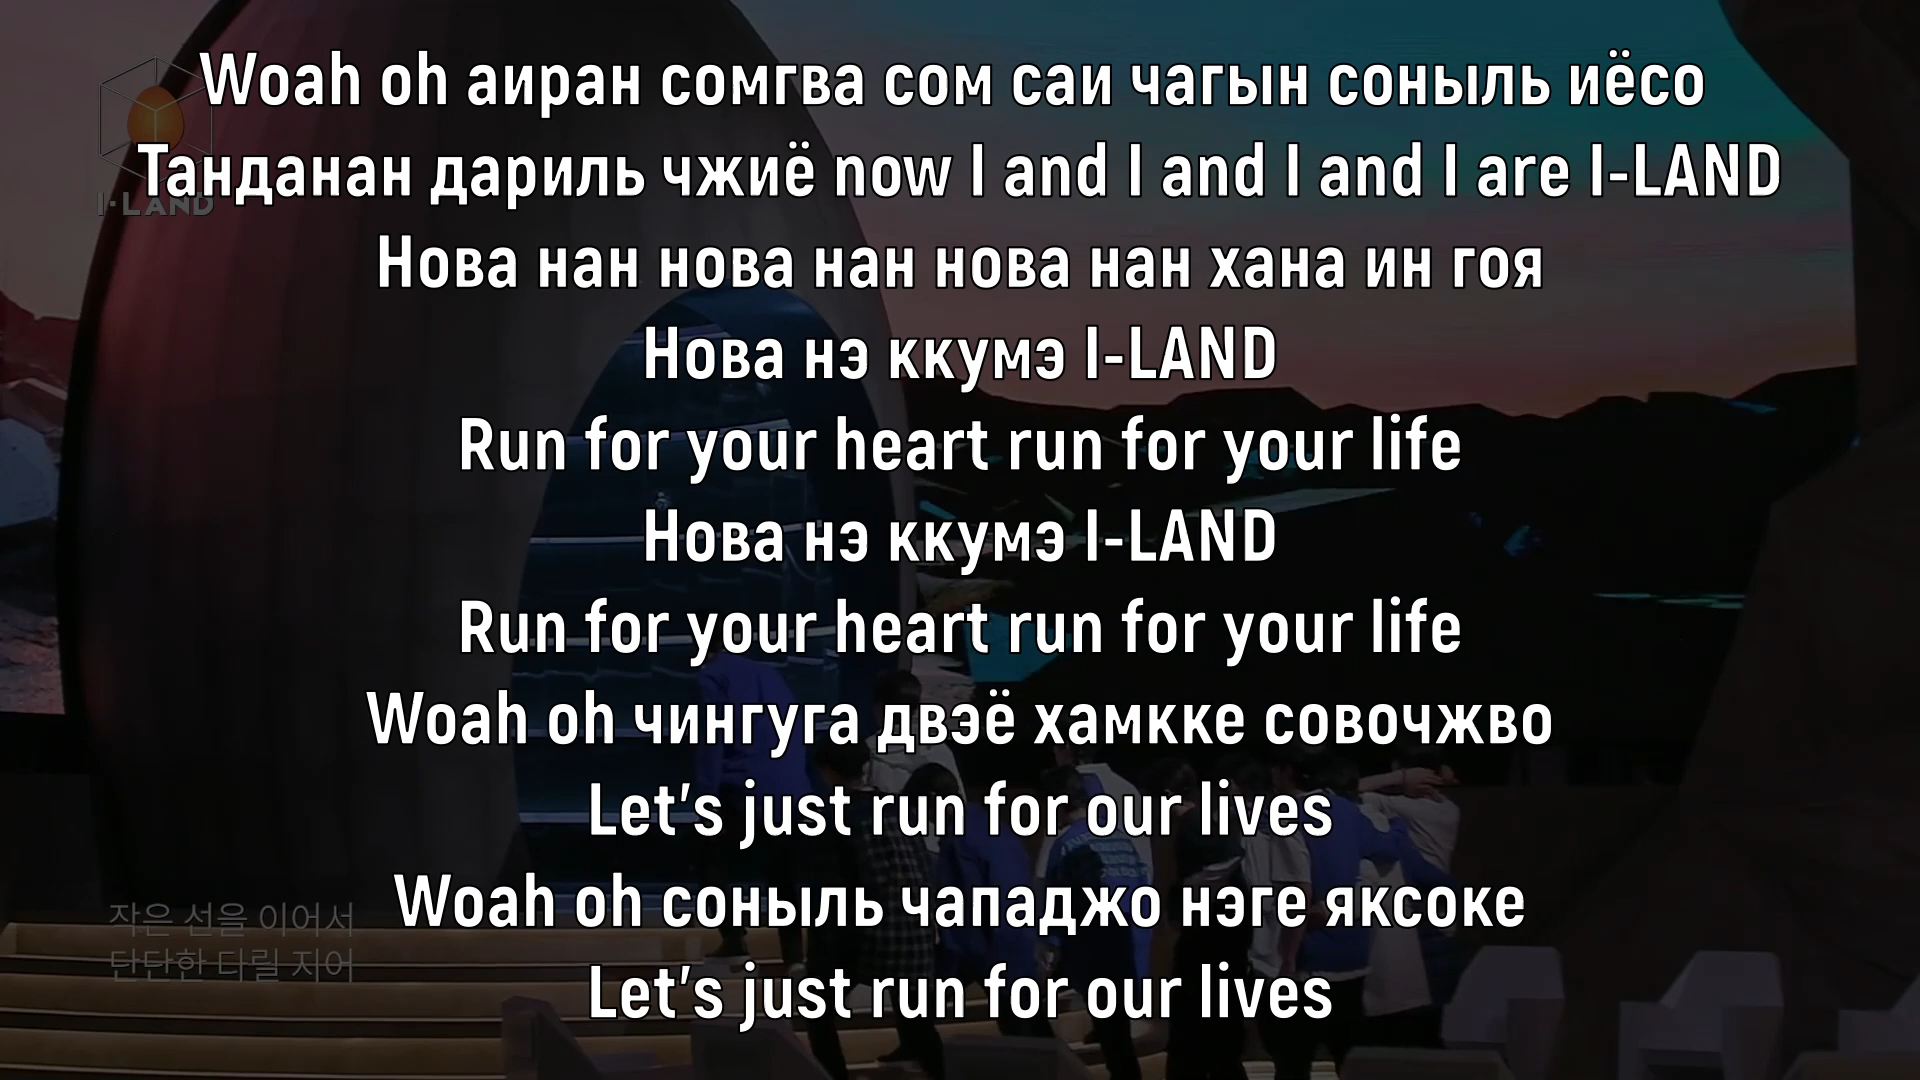 Woah oh аиран сомгва сом саи чагын соныль иёсо
Танданан дариль чжиё now I and I and I and I are I-LAND
I·LAND
Нова нан нова нан нова нан хана ин гоя
Нова нэ ккумэ I-LAND
Run for your heart run for your life
Нова нэ ккумэ I-LAND
Run for your heart run for your life
Woah oh чингуга двэё хамкке совочжво
Let's just run for our lives
Woah oh соныль чападжо нэге яксоке
Let's just run for our lives
작은 선을 이어서
단단한 다릴 지어